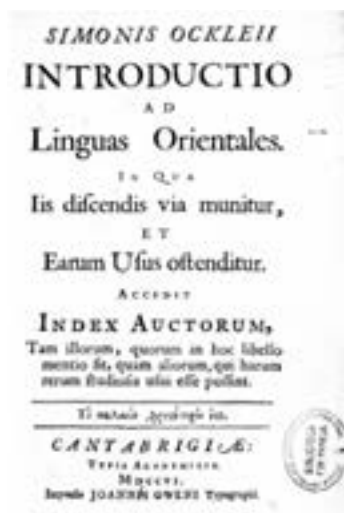 SIMONIS OCKLEII
INTRODUCTIO
AD
Linguas Orientales.
IN QUA
Iis discendis via munitur,
ET
Earum Usus ostenditur.
ACCEDIT
INDEX AUCTORUM,
Tam illorum, quorum in hoc libello
mentio fit, quam aliorum, qui harum
rerum studiosis usui esse possint.
CANTABRIGIÆ:
TYPIS ACADEMICIS.
MDCCVI.
Impensis JOANNIS OWENI Typographi.